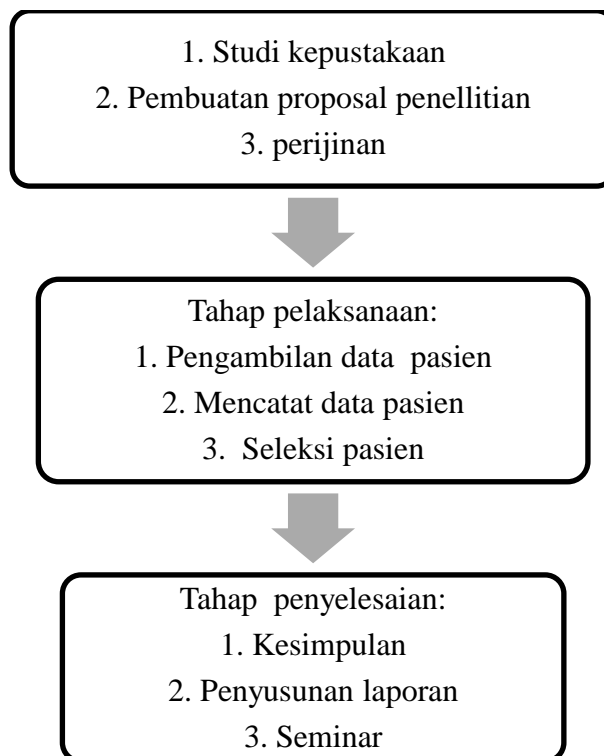 1. Studi kepustakaan
2. Pembuatan proposal penellitian
3. perijinan
Tahap pelaksanaan:
1. Pengambilan data pasien
2. Mencatat data pasien
3. Seleksi pasien
Tahap penyelesaian:
1. Kesimpulan
2. Penyusunan laporan
3. Seminar